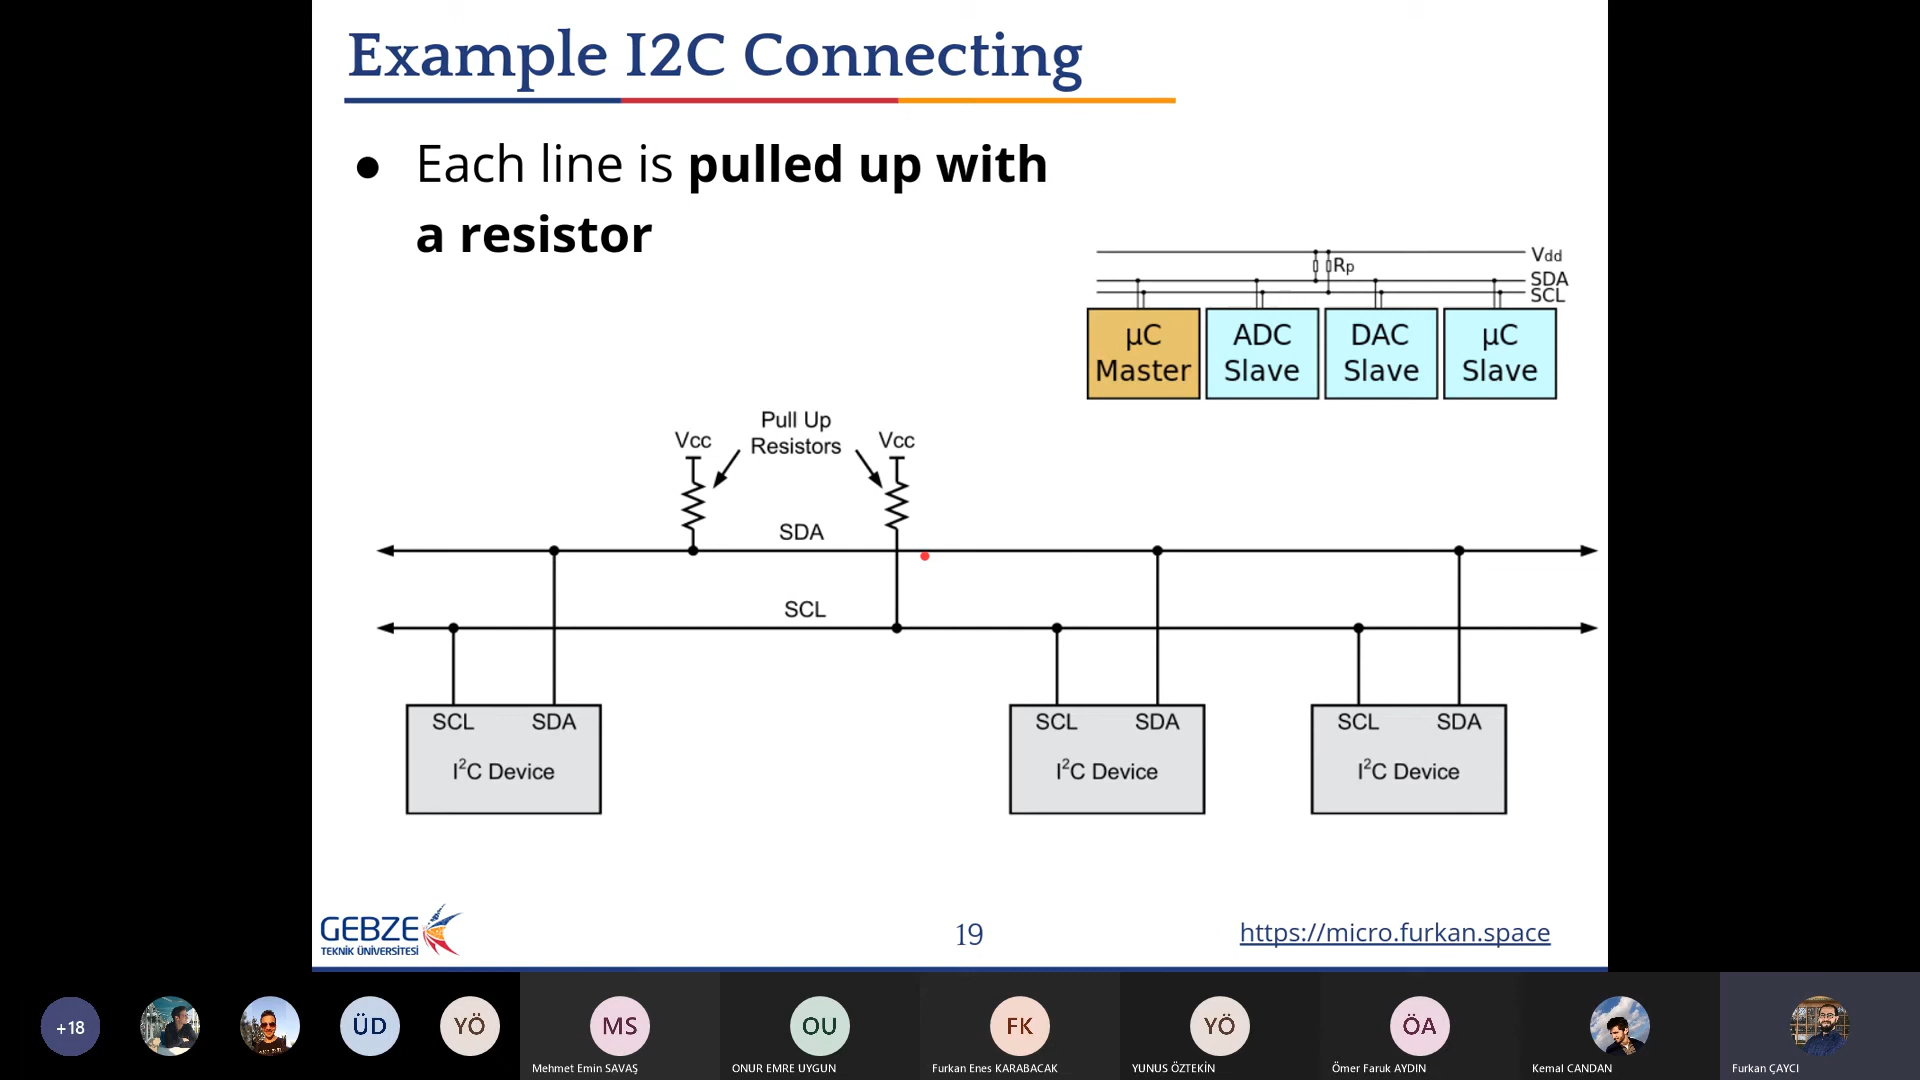 Example I2C Connecting
● Each line is pulled up with
a resistor
Vdd
Rp
SDA
SCL
µC Master
ADC Slave
DAC Slave
µC Slave
Pull Up
Resistors
Vcc
Vcc
SDA
SCL
SCL SDA
I²C Device
SCL SDA
I²C Device
SCL SDA
I²C Device
GEBZE
TEKNİK ÜNİVERSİTESİ
19
https://micro.furkan.space
+18
ÜD
YÖ
MS
Mehmet Emin SAVAŞ
OU
ONUR EMRE UYGUN
FK
Furkan Enes KARABACAK
YÖ
YUNUS ÖZTEKİN
ÖA
Ömer Faruk AYDIN
Kemal CANDAN
Furkan ÇAYCI